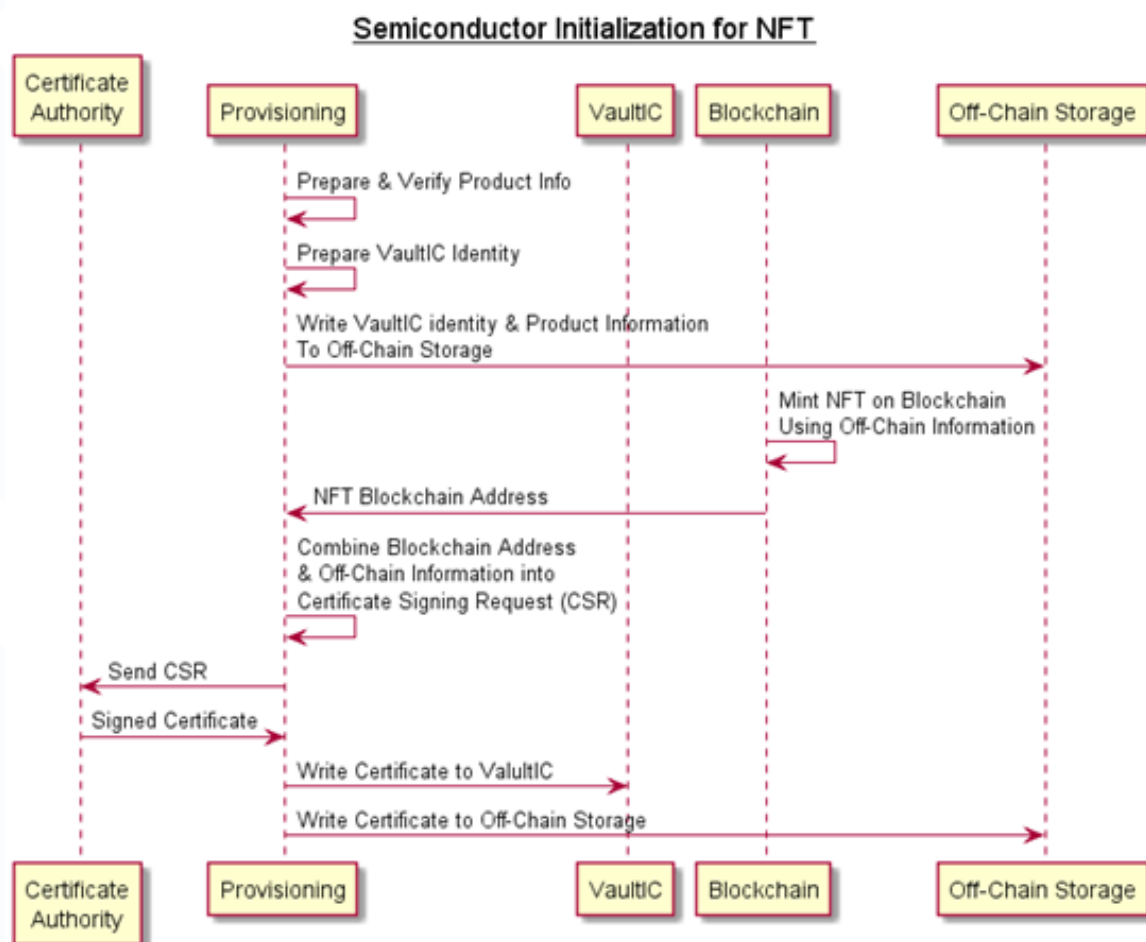 Semiconductor Initialization for NFT
Certificate
Authority
Provisioning
VaultIC
Blockchain
Off-Chain Storage
Prepare & Verify Product Info
Prepare VaultIC Identity
Write VaultIC identity & Product Information
To Off-Chain Storage
Mint NFT on Blockchain
Using Off-Chain Information
NFT Blockchain Address
Combine Blockchain Address
& Off-Chain Information into
Certificate Signing Request (CSR)
Send CSR
Signed Certificate
Write Certificate to ValultIC
Write Certificate to Off-Chain Storage
Certificate
Authority
Provisioning
VaultIC
Blockchain
Off-Chain Storage